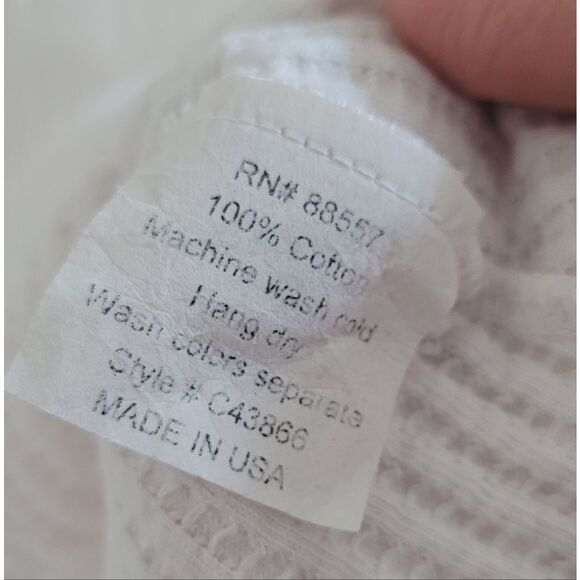 RN# 88557
100% Cotton
Machine wash cold
Hang dry
Wash colors separate
Style # C43866
MADE IN USA